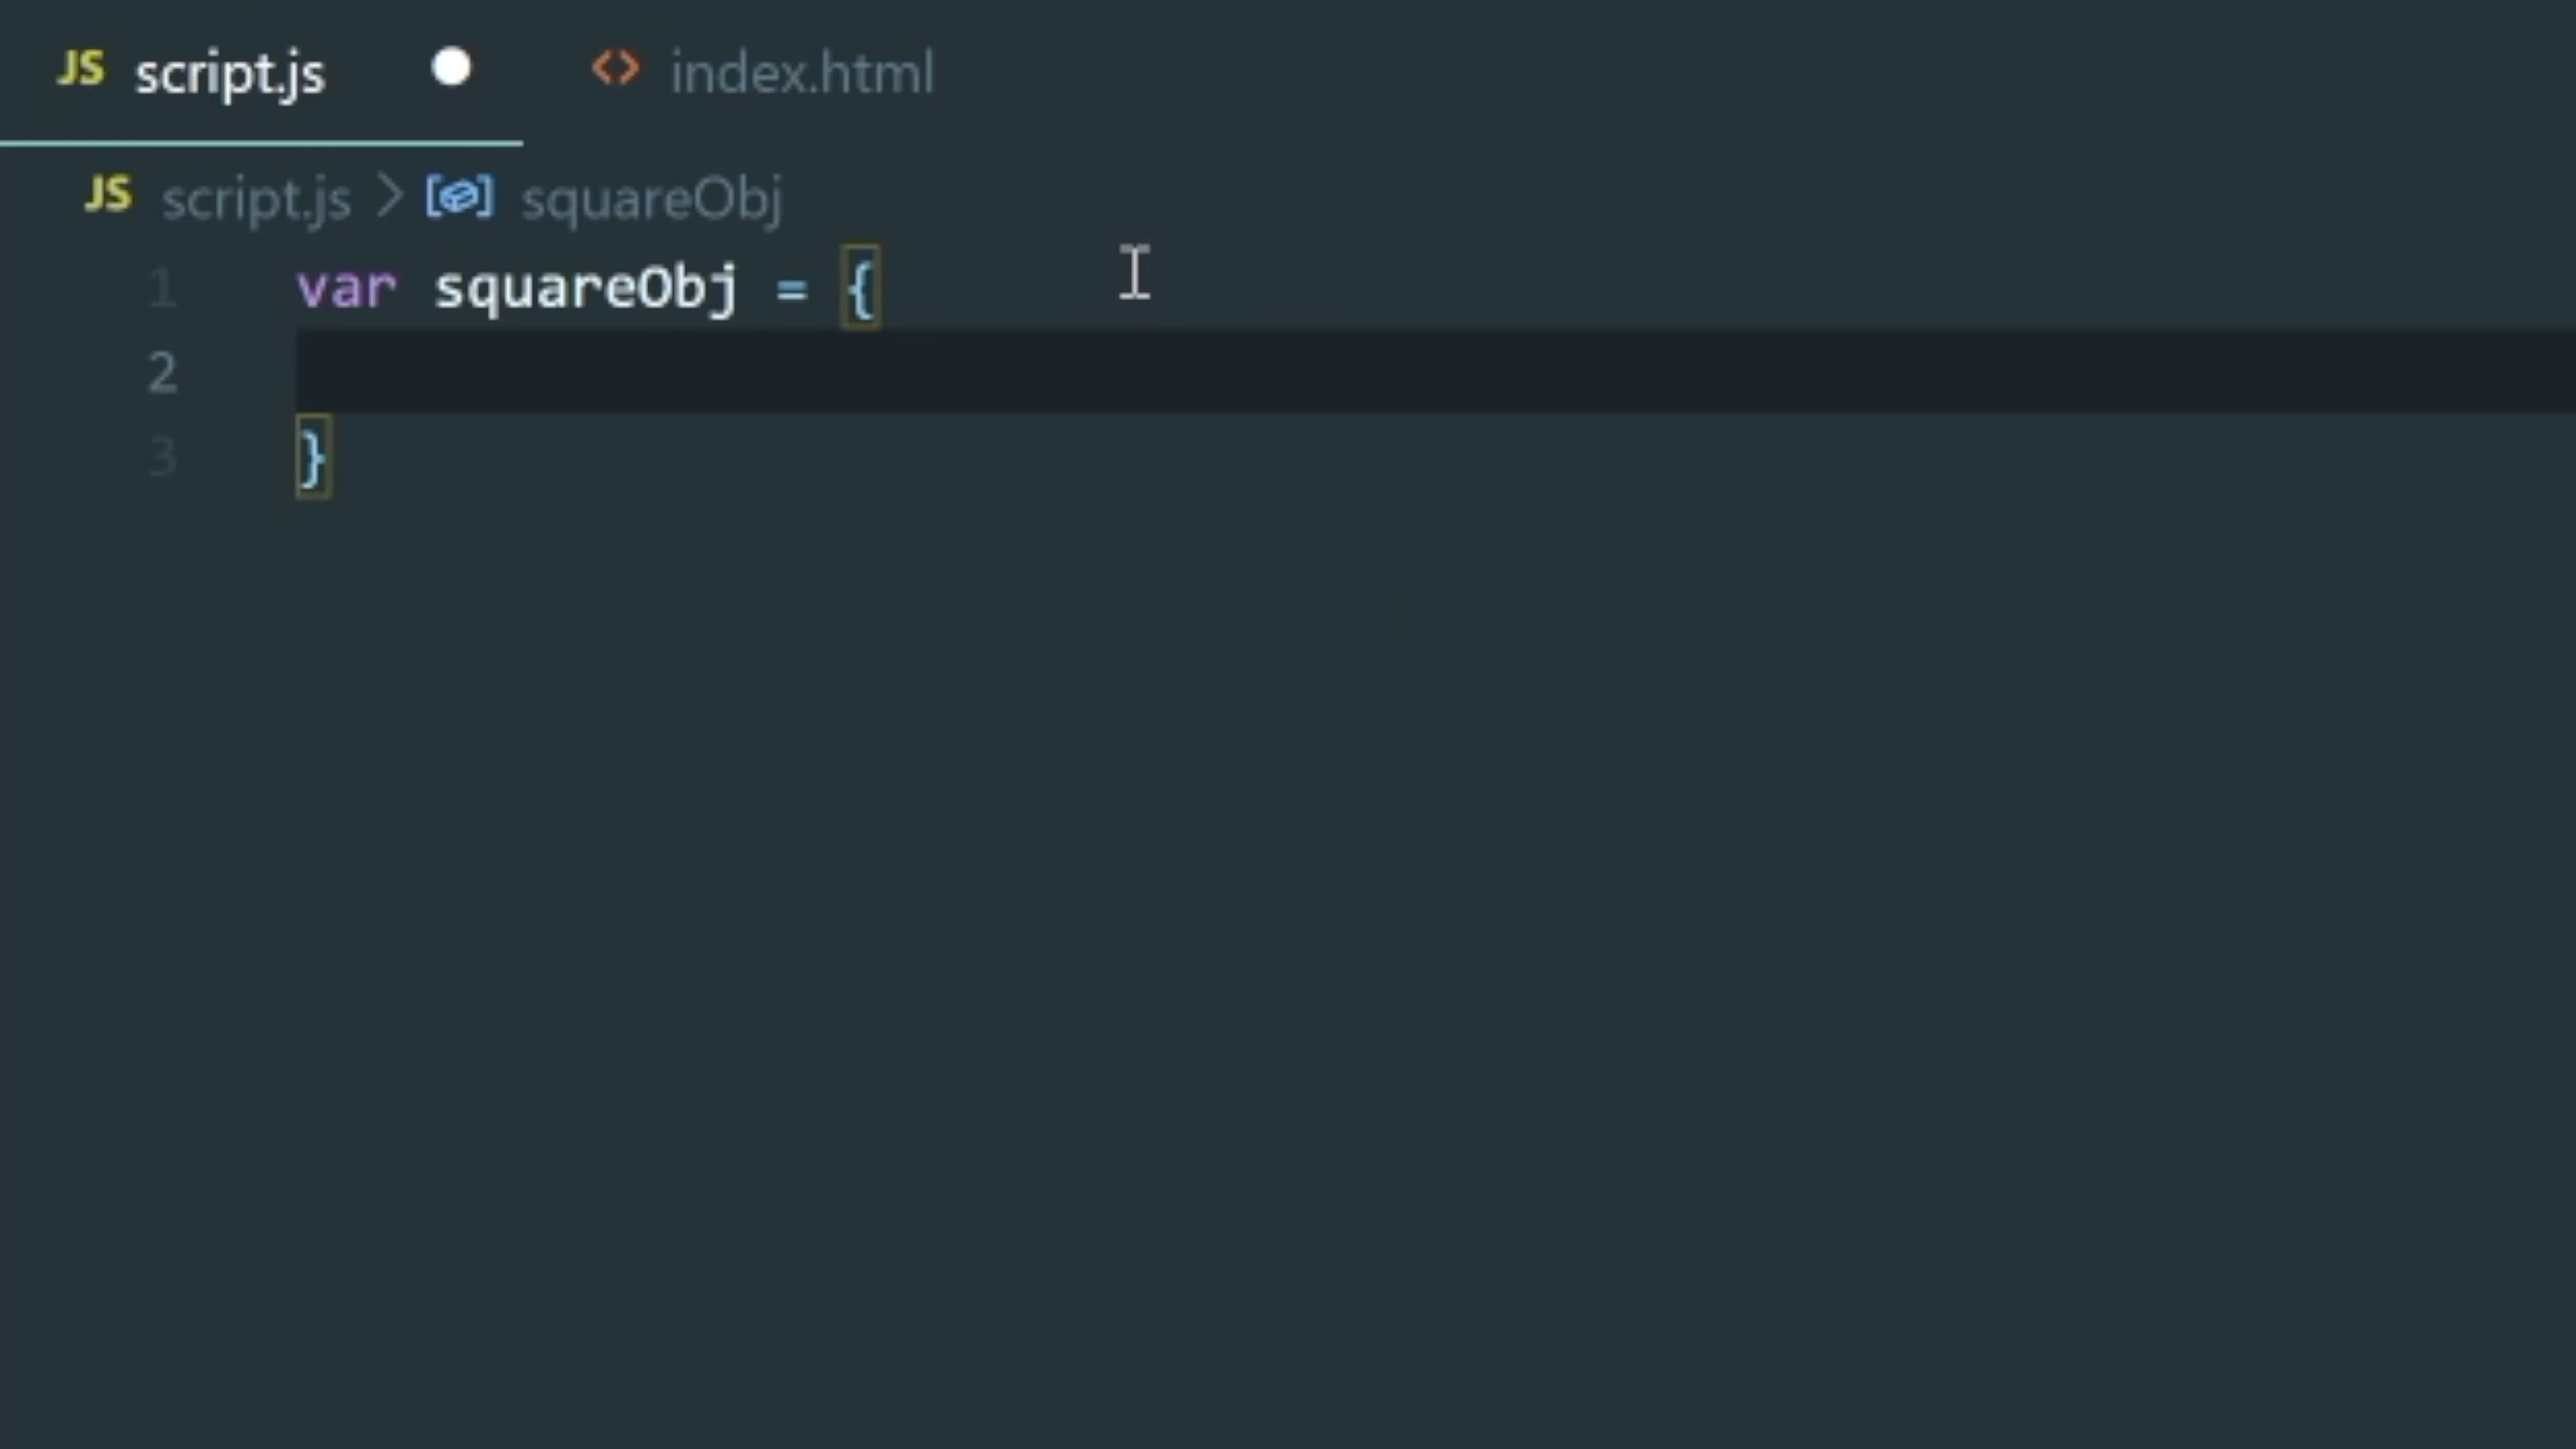 JS script.js index.html
JS script.js > squareObj
1 var squareObj = {
2
3 }